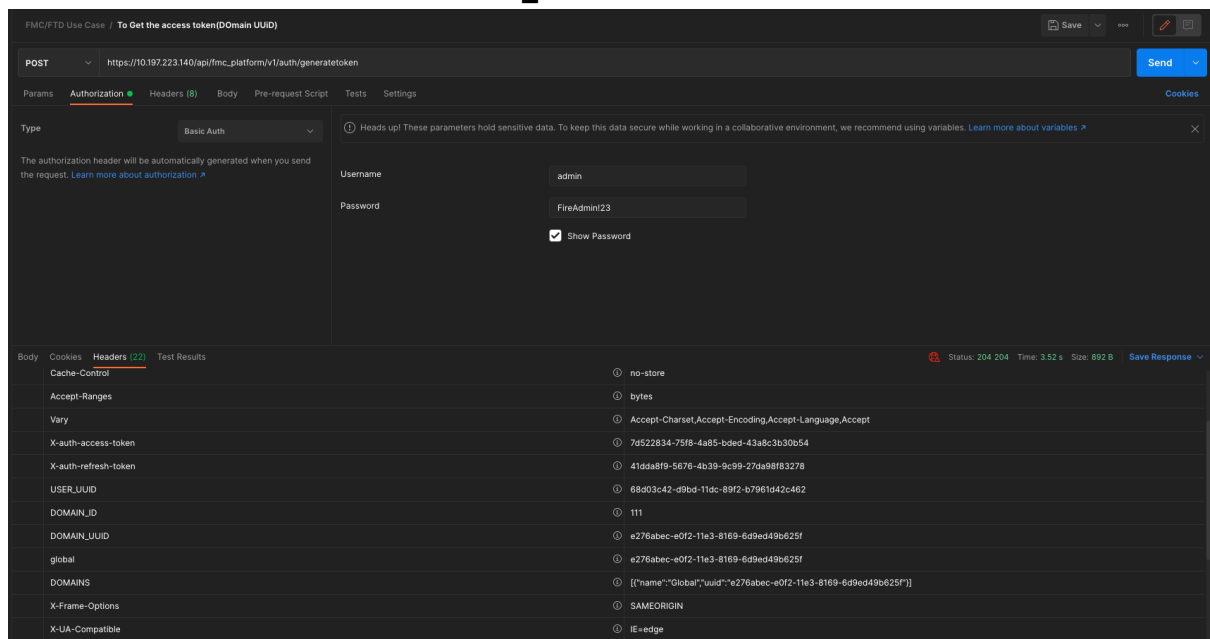 FMC/FTD Use Case / To Get the access token(DOmain UUiD)
Save
POST
https://10.197.223.140/api/fmc_platform/v1/auth/generatetoken
Send
Params Authorization Headers (8) Body Pre-request Script Tests Settings
Cookies
Type
Basic Auth
Heads up! These parameters hold sensitive data. To keep this data secure while working in a collaborative environment, we recommend using variables. Learn more about variables
The authorization header will be automatically generated when you send
the request. Learn more about authorization
Username
admin
Password
FireAdmin!23
Show Password
Body Cookies Headers (22) Test Results
Status: 204 204 Time: 3.52 s Size: 892 B Save Response
Cache-Control no-store
Accept-Ranges bytes
Vary Accept-Charset,Accept-Encoding,Accept-Language,Accept
X-auth-access-token 7d522834-75f8-4a85-bded-43a8c3b30b54
X-auth-refresh-token 41dda8f9-5676-4b39-9c99-27da98f83278
USER_UUID 68d03c42-d9bd-11dc-89f2-b7961d42c462
DOMAIN_ID 111
DOMAIN_UUID e276abec-e0f2-11e3-8169-6d9ed49b625f
global e276abec-e0f2-11e3-8169-6d9ed49b625f
DOMAINS [{"name":"Global","uuid":"e276abec-e0f2-11e3-8169-6d9ed49b625f"}]
X-Frame-Options SAMEORIGIN
X-UA-Compatible IE=edge